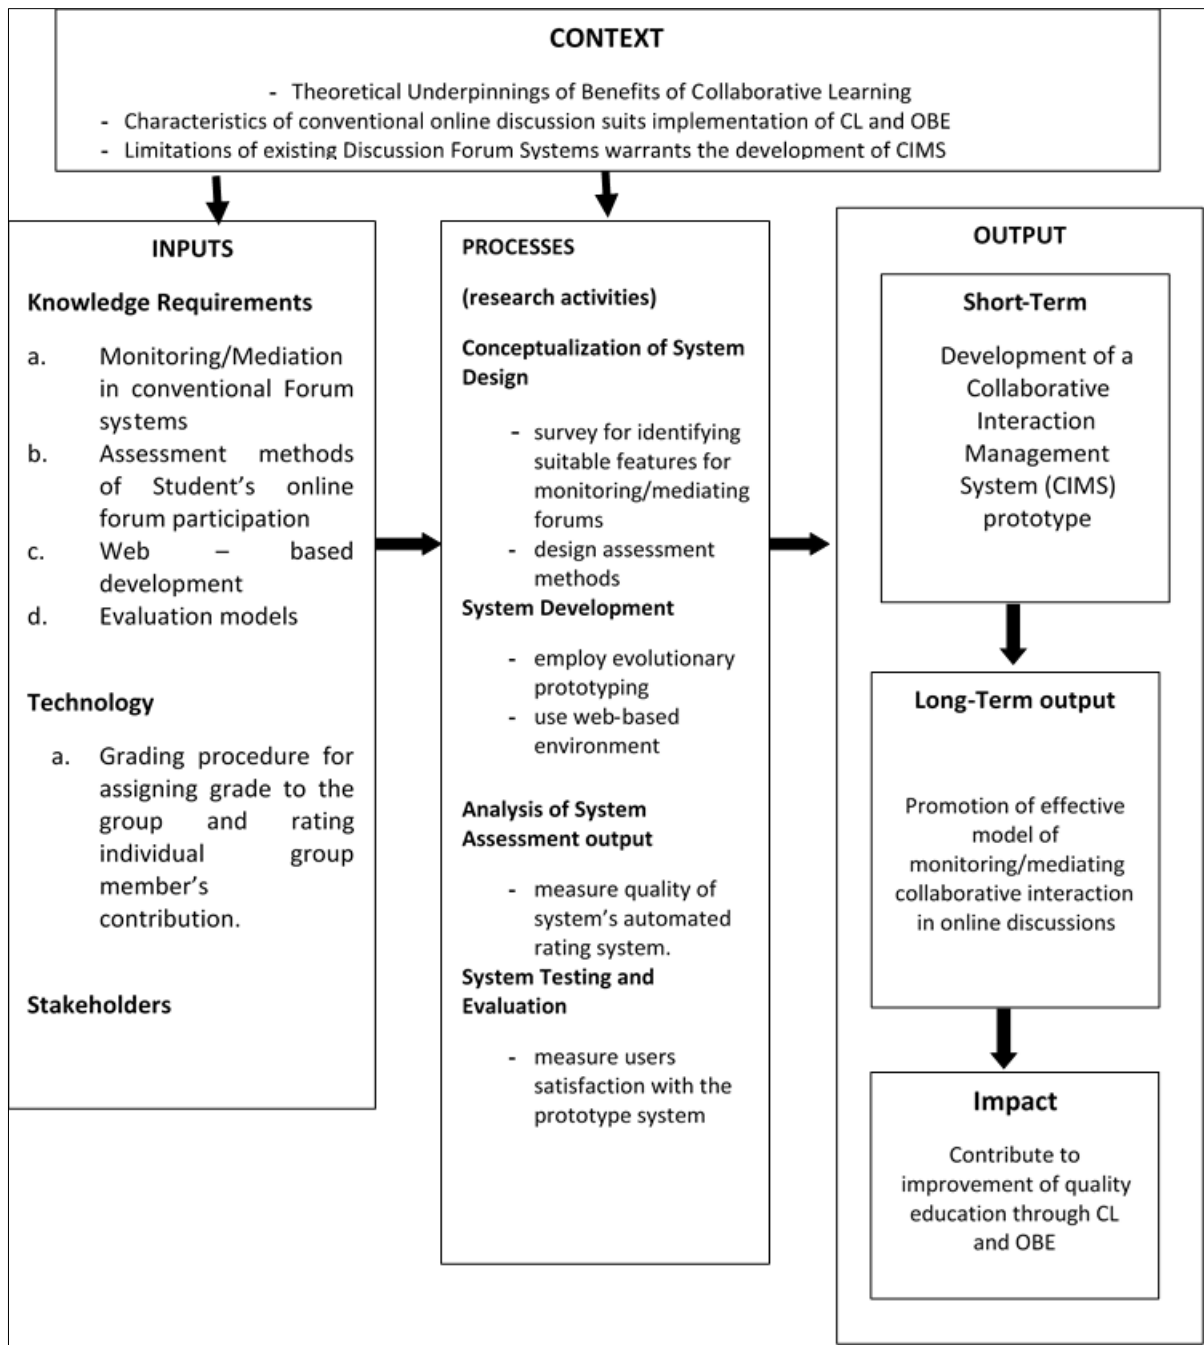 CONTEXT
- Theoretical Underpinnings of Benefits of Collaborative Learning
- Characteristics of conventional online discussion suits implementation of CL and OBE
- Limitations of existing Discussion Forum Systems warrants the development of CIMS
INPUTS
Knowledge Requirements
a. Monitoring/Mediation
in conventional Forum
systems
b. Assessment methods
of Student’s online
forum participation
c. Web – based
development
d. Evaluation models
Technology
a. Grading procedure for
assigning grade to the
group and rating
individual group
member’s
contribution.
Stakeholders
PROCESSES
(research activities)
Conceptualization of System
Design
- survey for identifying
suitable features for
monitoring/mediating
forums
- design assessment
methods
System Development
- employ evolutionary
prototyping
- use web-based
environment
Analysis of System
Assessment output
- measure quality of
system’s automated
rating system.
System Testing and
Evaluation
- measure users
satisfaction with the
prototype system
OUTPUT
Short-Term
Development of a
Collaborative
Interaction
Management
System (CIMS)
prototype
Long-Term output
Promotion of effective
model of
monitoring/mediating
collaborative interaction
in online discussions
Impact
Contribute to
improvement of quality
education through CL
and OBE